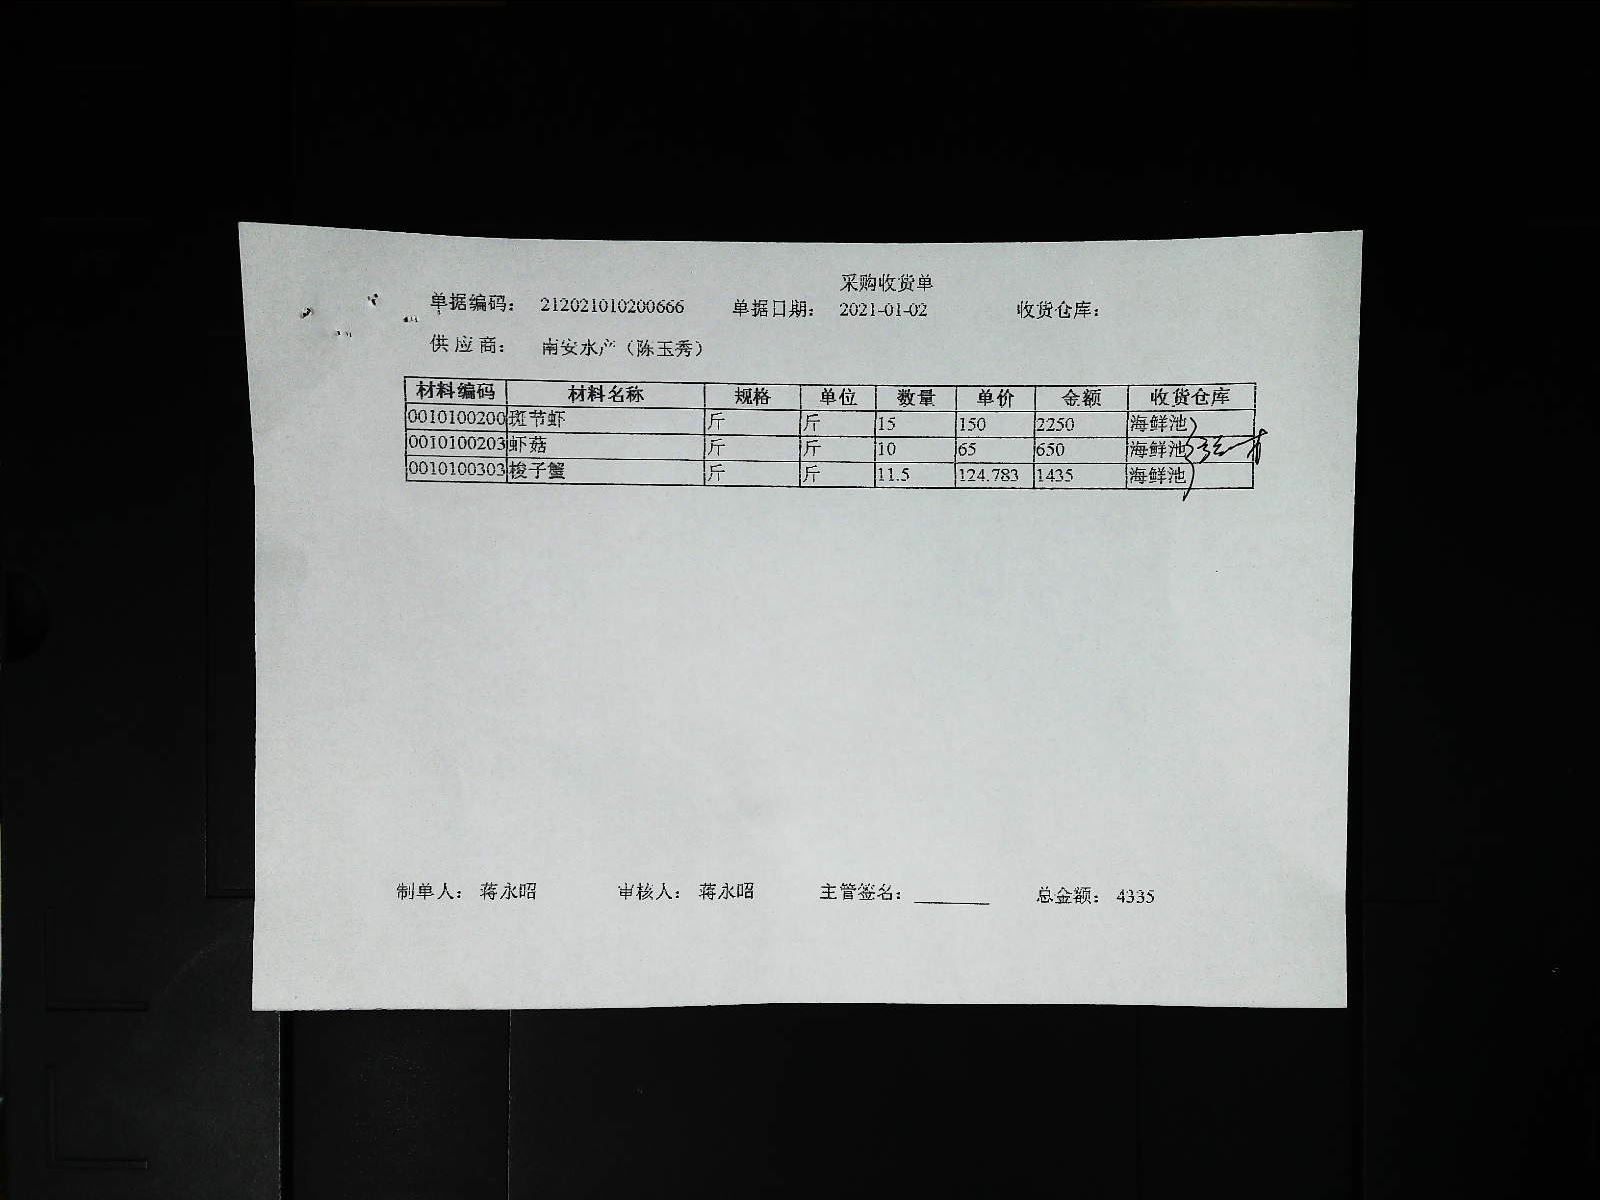 采购收货单
单据编码： 212021010200666 单据日期： 2021-01-02 收货仓库：
供 应 商： 南安水产（陈玉秀）
材料编码 材料名称 规格 单位 数量 单价 金额 收货仓库
0010100200 斑节虾 斤 斤 15 150 2250 海鲜池
0010100203 虾菇 斤 斤 10 65 650 海鲜池
0010100303 梭子蟹 斤 斤 11.5 124.783 1435 海鲜池
制单人： 蒋永昭 审核人： 蒋永昭 主管签名： 总金额： 4335